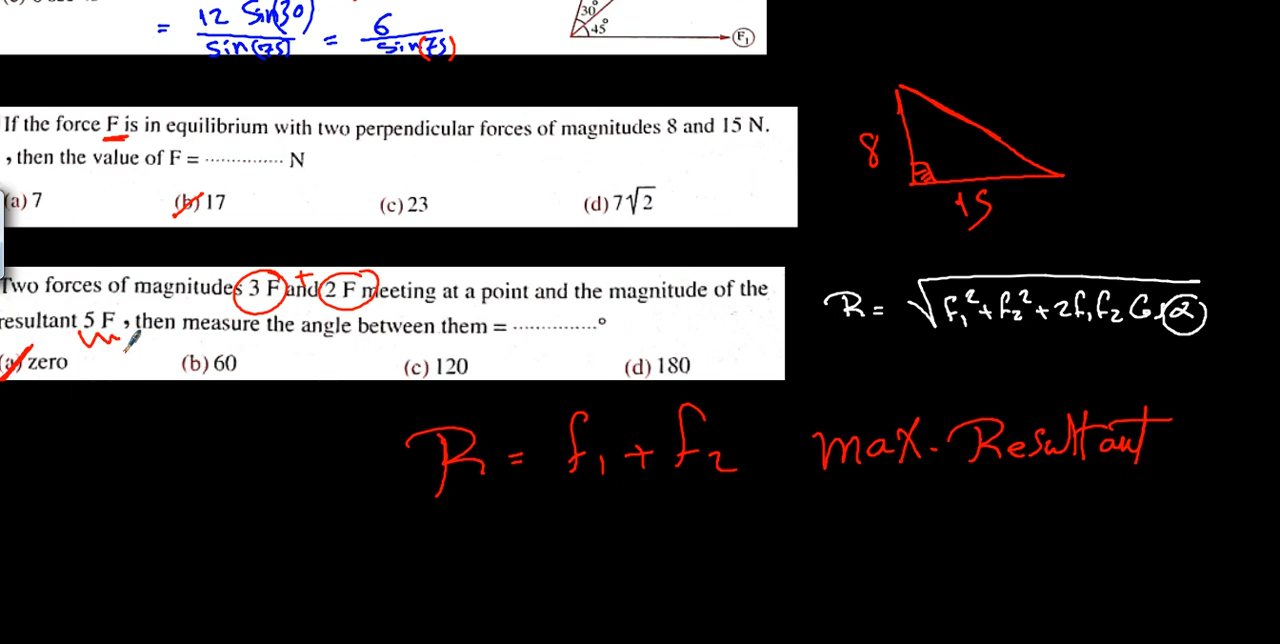 = 12 Sin(30) / Sin(75) = 6 / Sin(75)
30°
45°
F₁
If the force F is in equilibrium with two perpendicular forces of magnitudes 8 and 15 N.
, then the value of F = ............... N
(a) 7 (b) 17 (c) 23 (d) 7√2
8
15
Two forces of magnitudes 3 F and 2 F meeting at a point and the magnitude of the
+
resultant 5 F , then measure the angle between them = ...............°
(a) zero (b) 60 (c) 120 (d) 180
R = √f₁² + f₂² + 2f₁f₂ Cos α
R = f₁ + f₂ max. Resultant